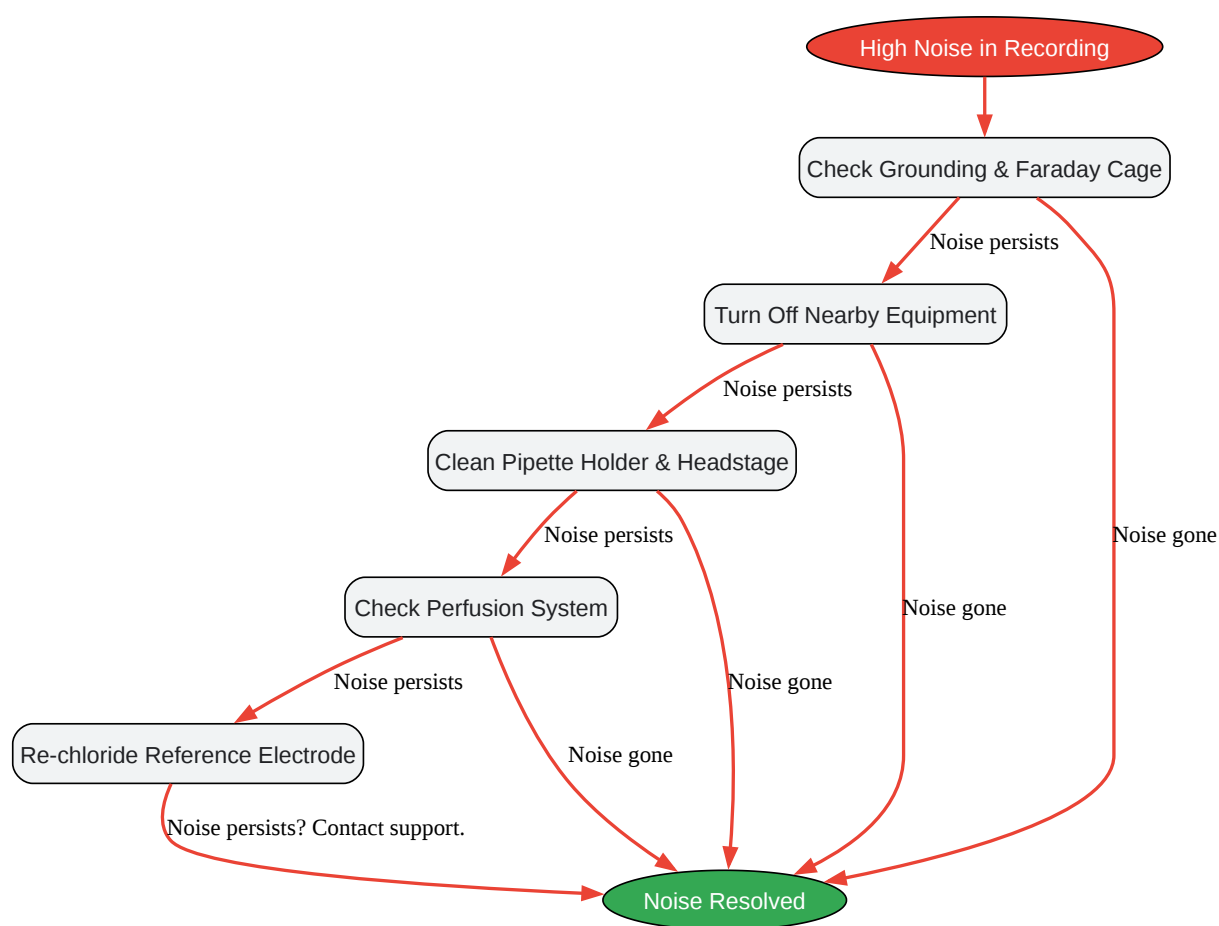 High Noise in Recording
Check Grounding & Faraday Cage
Noise persists
Turn Off Nearby Equipment
Noise persists
Clean Pipette Holder & Headstage
Noise persists
Noise gone
Check Perfusion System
Noise gone
Noise persists
Noise gone
Re-chloride Reference Electrode
Noise gone
Noise persists? Contact support.
Noise Resolved